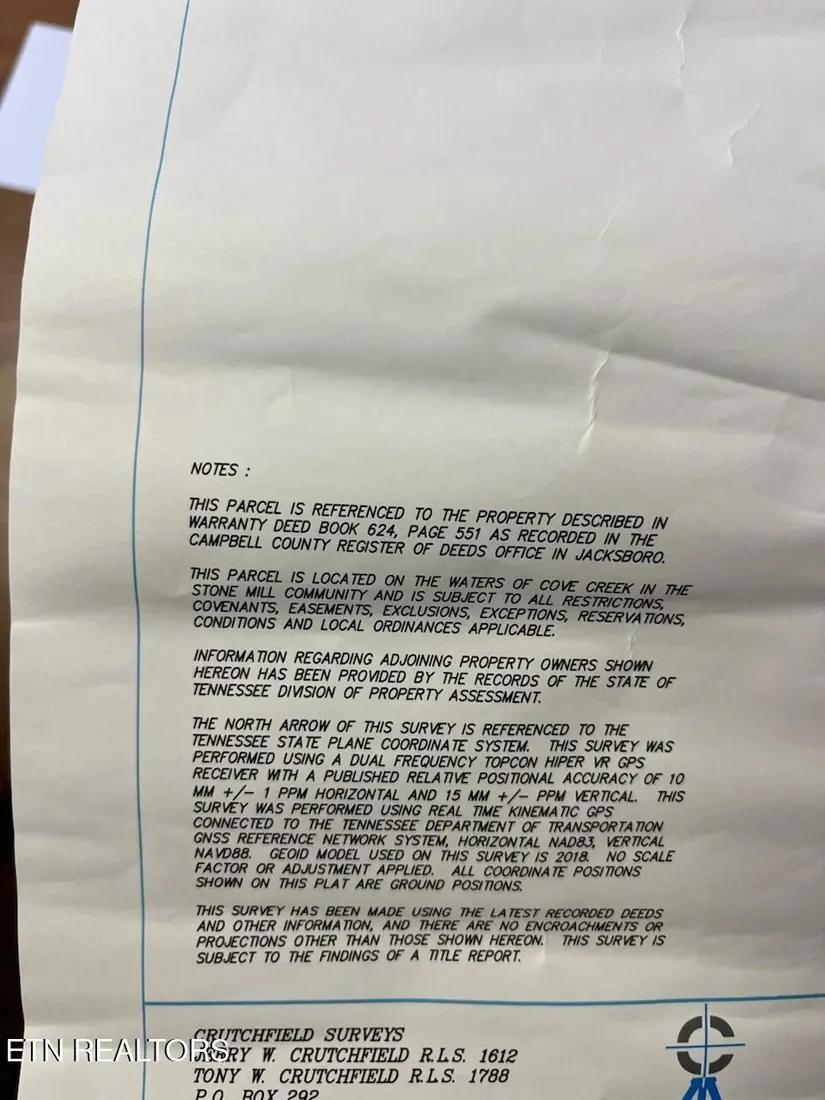 NOTES :
THIS PARCEL IS REFERENCED TO THE PROPERTY DESCRIBED IN
WARRANTY DEED BOOK 624, PAGE 551 AS RECORDED IN THE
CAMPBELL COUNTY REGISTER OF DEEDS OFFICE IN JACKSBORO.
THIS PARCEL IS LOCATED ON THE WATERS OF COVE CREEK IN THE
STONE MILL COMMUNITY AND IS SUBJECT TO ALL RESTRICTIONS,
COVENANTS, EASEMENTS, EXCLUSIONS, EXCEPTIONS, RESERVATIONS,
CONDITIONS AND LOCAL ORDINANCES APPLICABLE.
INFORMATION REGARDING ADJOINING PROPERTY OWNERS SHOWN
HEREON HAS BEEN PROVIDED BY THE RECORDS OF THE STATE OF
TENNESSEE DIVISION OF PROPERTY ASSESSMENT.
THE NORTH ARROW OF THIS SURVEY IS REFERENCED TO THE
TENNESSEE STATE PLANE COORDINATE SYSTEM. THIS SURVEY WAS
PERFORMED USING A DUAL FREQUENCY TOPCON HIPER VR GPS
RECEIVER WITH A PUBLISHED RELATIVE POSITIONAL ACCURACY OF 10
MM +/- 1 PPM HORIZONTAL AND 15 MM +/- PPM VERTICAL. THIS
SURVEY WAS PERFORMED USING REAL TIME KINEMATIC GPS
CONNECTED TO THE TENNESSEE DEPARTMENT OF TRANSPORTATION
GNSS REFERENCE NETWORK SYSTEM, HORIZONTAL NAD83, VERTICAL
NAVD88. GEOID MODEL USED ON THIS SURVEY IS 2018. NO SCALE
FACTOR OR ADJUSTMENT APPLIED. ALL COORDINATE POSITIONS
SHOWN ON THIS PLAT ARE GROUND POSITIONS.
THIS SURVEY HAS BEEN MADE USING THE LATEST RECORDED DEEDS
AND OTHER INFORMATION, AND THERE ARE NO ENCROACHMENTS OR
PROJECTIONS OTHER THAN THOSE SHOWN HEREON. THIS SURVEY IS
SUBJECT TO THE FINDINGS OF A TITLE REPORT.
CRUTCHFIELD SURVEYS
W. CRUTCHFIELD R.L.S. 1612
TONY W. CRUTCHFIELD R.L.S. 1788
P.O. BOX 292
ETN REALTORS